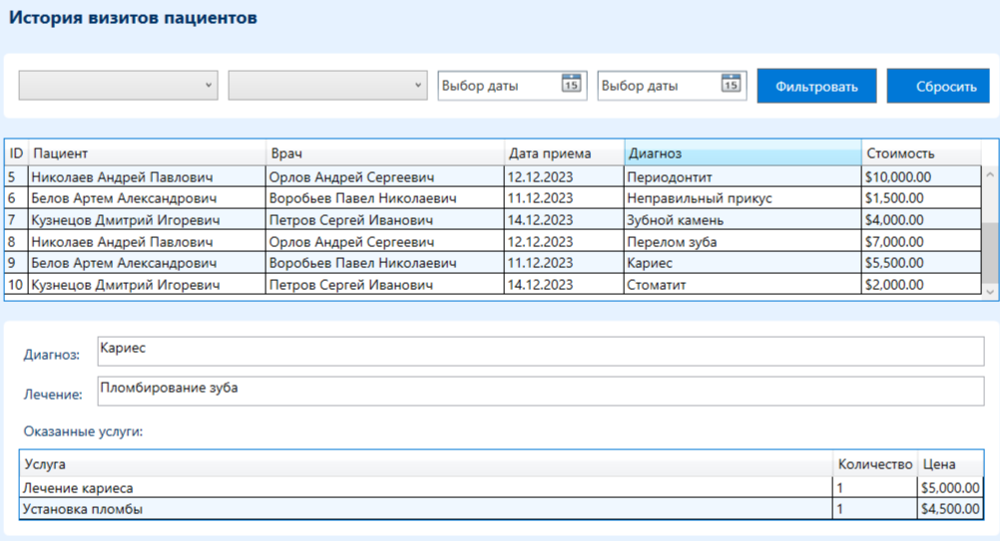 История визитов пациентов
Выбор даты 15 Выбор даты 15 Фильтровать Сбросить
ID Пациент Врач Дата приема Диагноз Стоимость
5 Николаев Андрей Павлович Орлов Андрей Сергеевич 12.12.2023 Периодонтит $10,000.00
6 Белов Артем Александрович Воробьев Павел Николаевич 11.12.2023 Неправильный прикус $1,500.00
7 Кузнецов Дмитрий Игоревич Петров Сергей Иванович 14.12.2023 Зубной камень $4,000.00
8 Николаев Андрей Павлович Орлов Андрей Сергеевич 12.12.2023 Перелом зуба $7,000.00
9 Белов Артем Александрович Воробьев Павел Николаевич 11.12.2023 Кариес $5,500.00
10 Кузнецов Дмитрий Игоревич Петров Сергей Иванович 14.12.2023 Стоматит $2,000.00
Диагноз: Кариес
Лечение: Пломбирование зуба
Оказанные услуги:
Услуга Количество Цена
Лечение кариеса 1 $5,000.00
Установка пломбы 1 $4,500.00